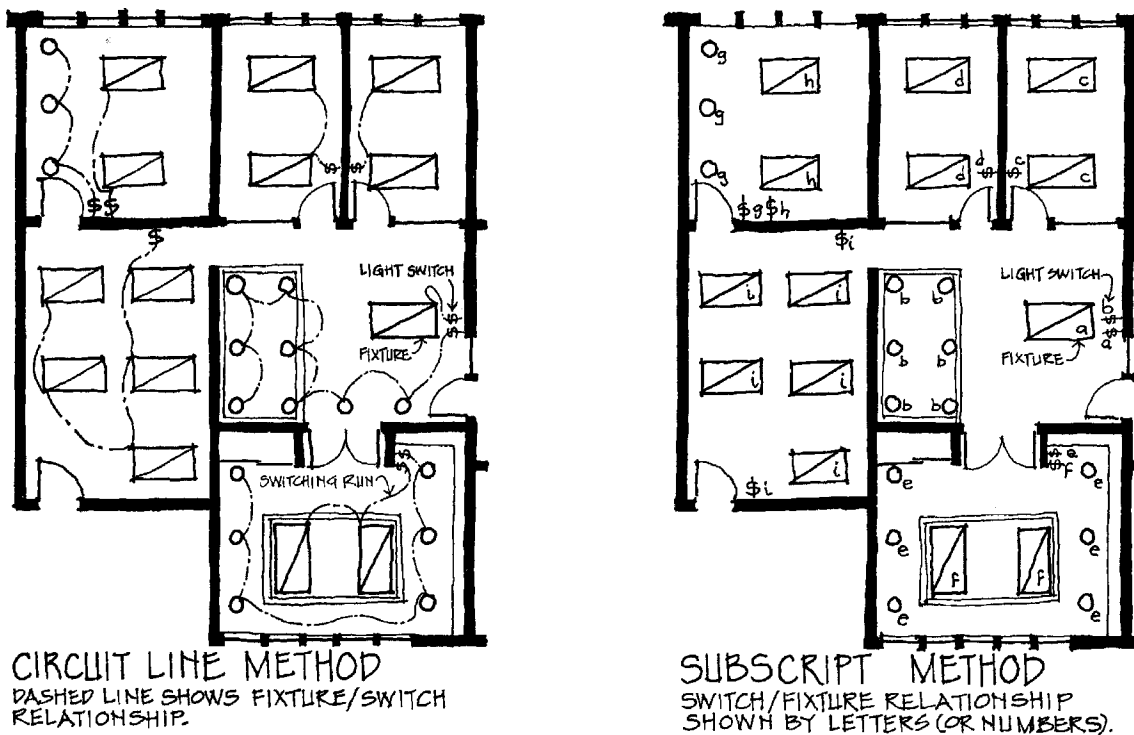 $$
$
$
$
LIGHT SWITCH
$$
FIXTURE
$$
SWITCHING RUN
CIRCUIT LINE METHOD
DASHED LINE SHOWS FIXTURE/SWITCH
RELATIONSHIP.
g
h
d
c
g
g
h
d
$
d
c
$
c
$g$h
$i
LIGHT SWITCH
i
i
b
b
a
$b
$a
b
b
FIXTURE
i
i
b
b
i
$i
$e
$f
e
e
e
e
f
f
e
e
SUBSCRIPT METHOD
SWITCH/FIXTURE RELATIONSHIP
SHOWN BY LETTERS (OR NUMBERS).